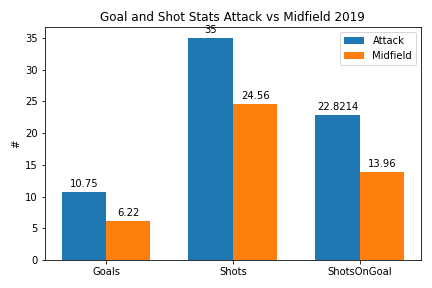 Goal and Shot Stats Attack vs Midfield 2019
Attack
Midfield
#
35
30
25
20
15
10
5
0
10.75
6.22
35
24.56
22.8214
13.96
Goals
Shots
ShotsOnGoal